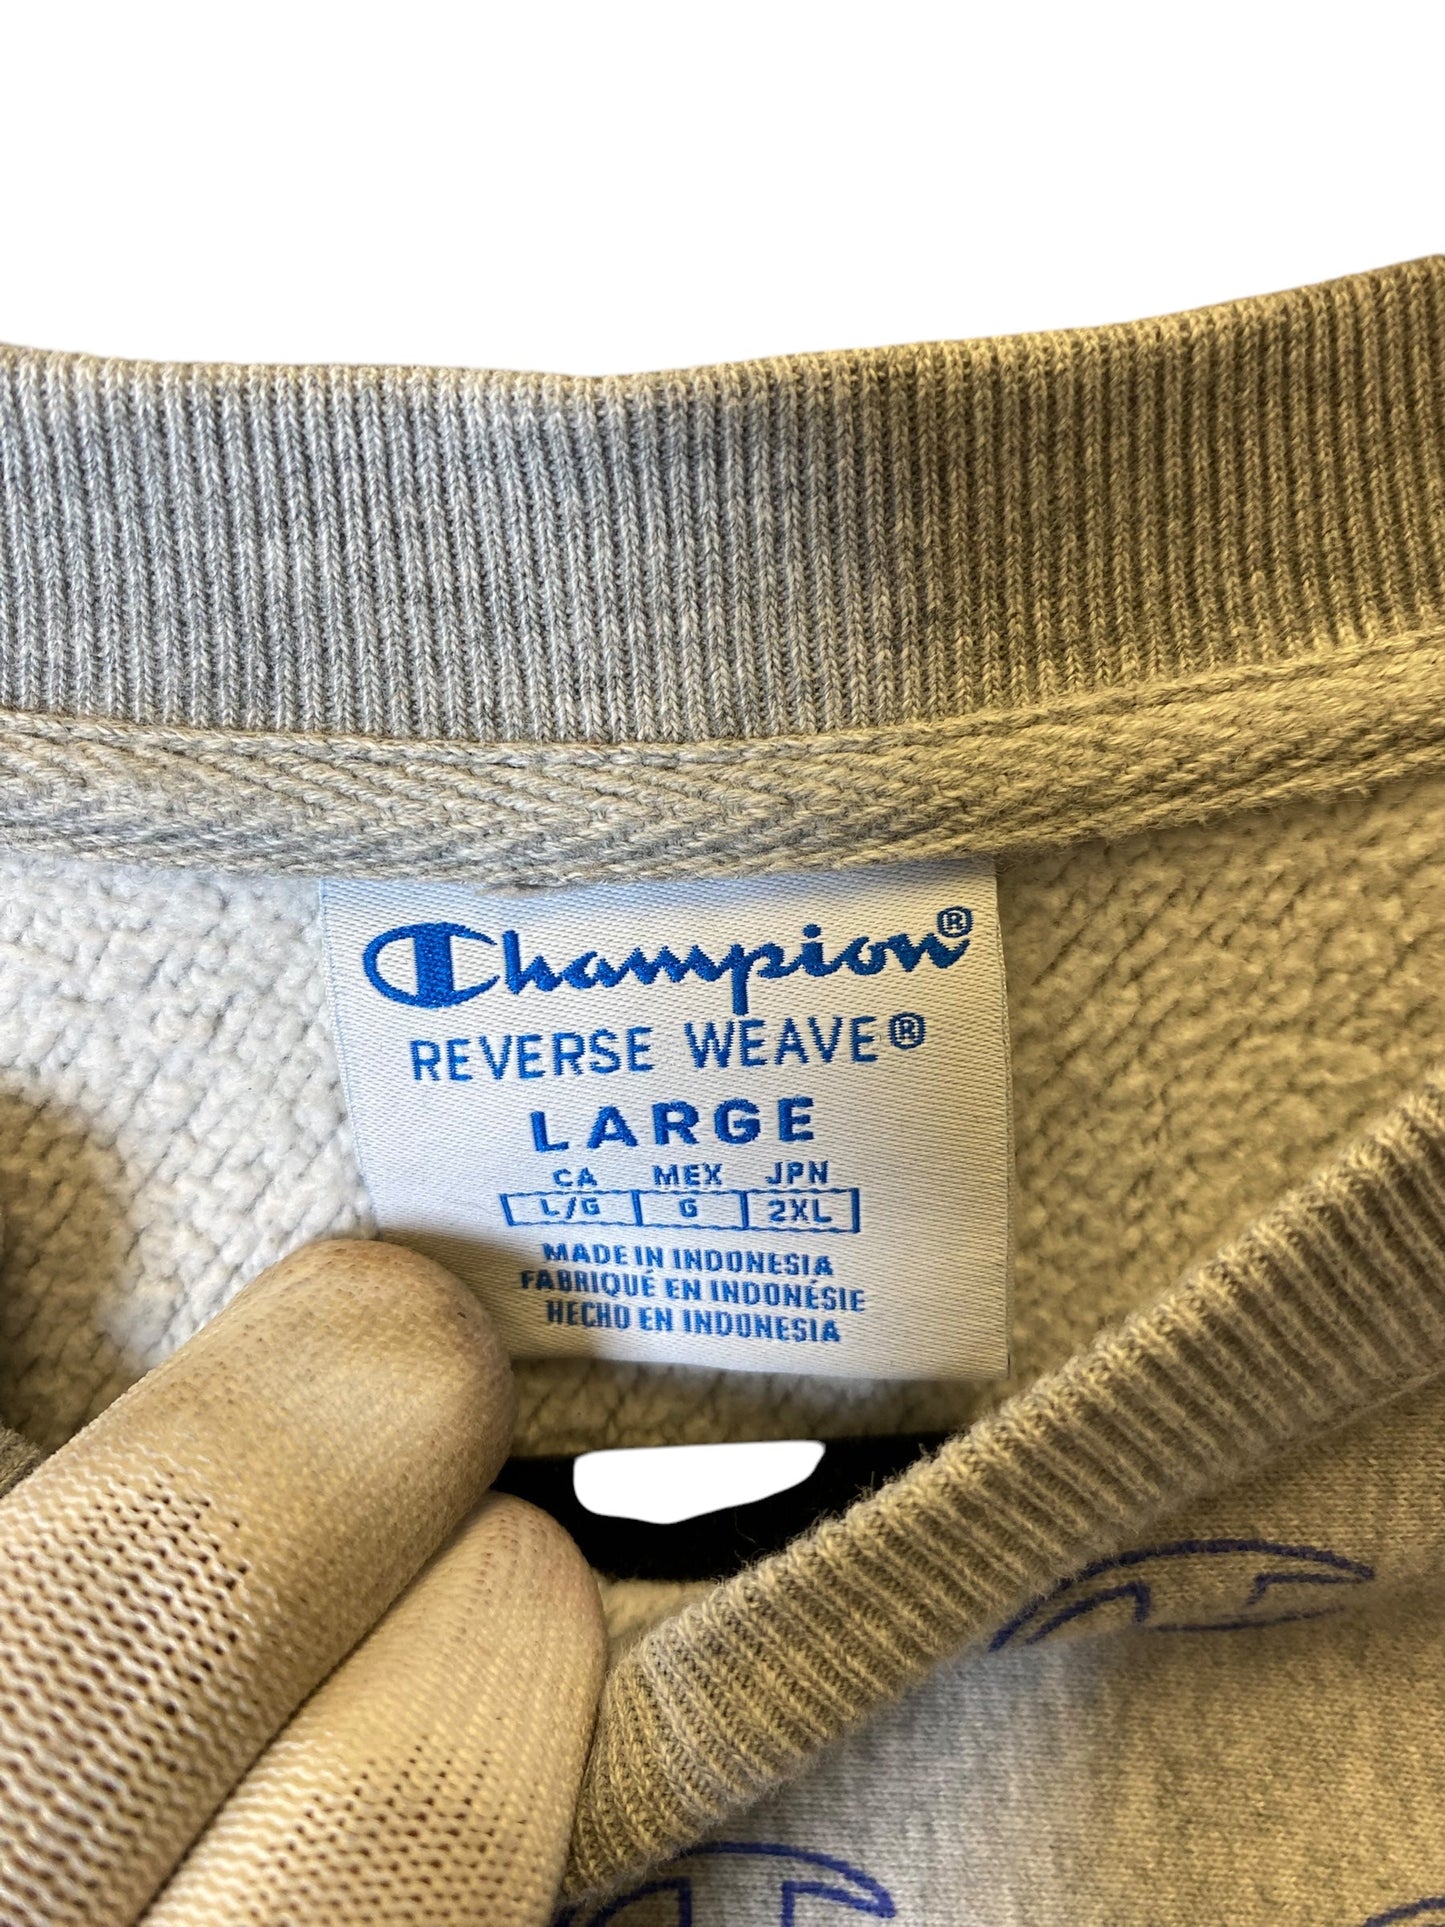 Champion®
REVERSE WEAVE®
LARGE
CA MEX JPN
L/G G 2XL
MADE IN INDONESIA
FABRIQUÉ EN INDONÉSIE
HECHO EN INDONESIA